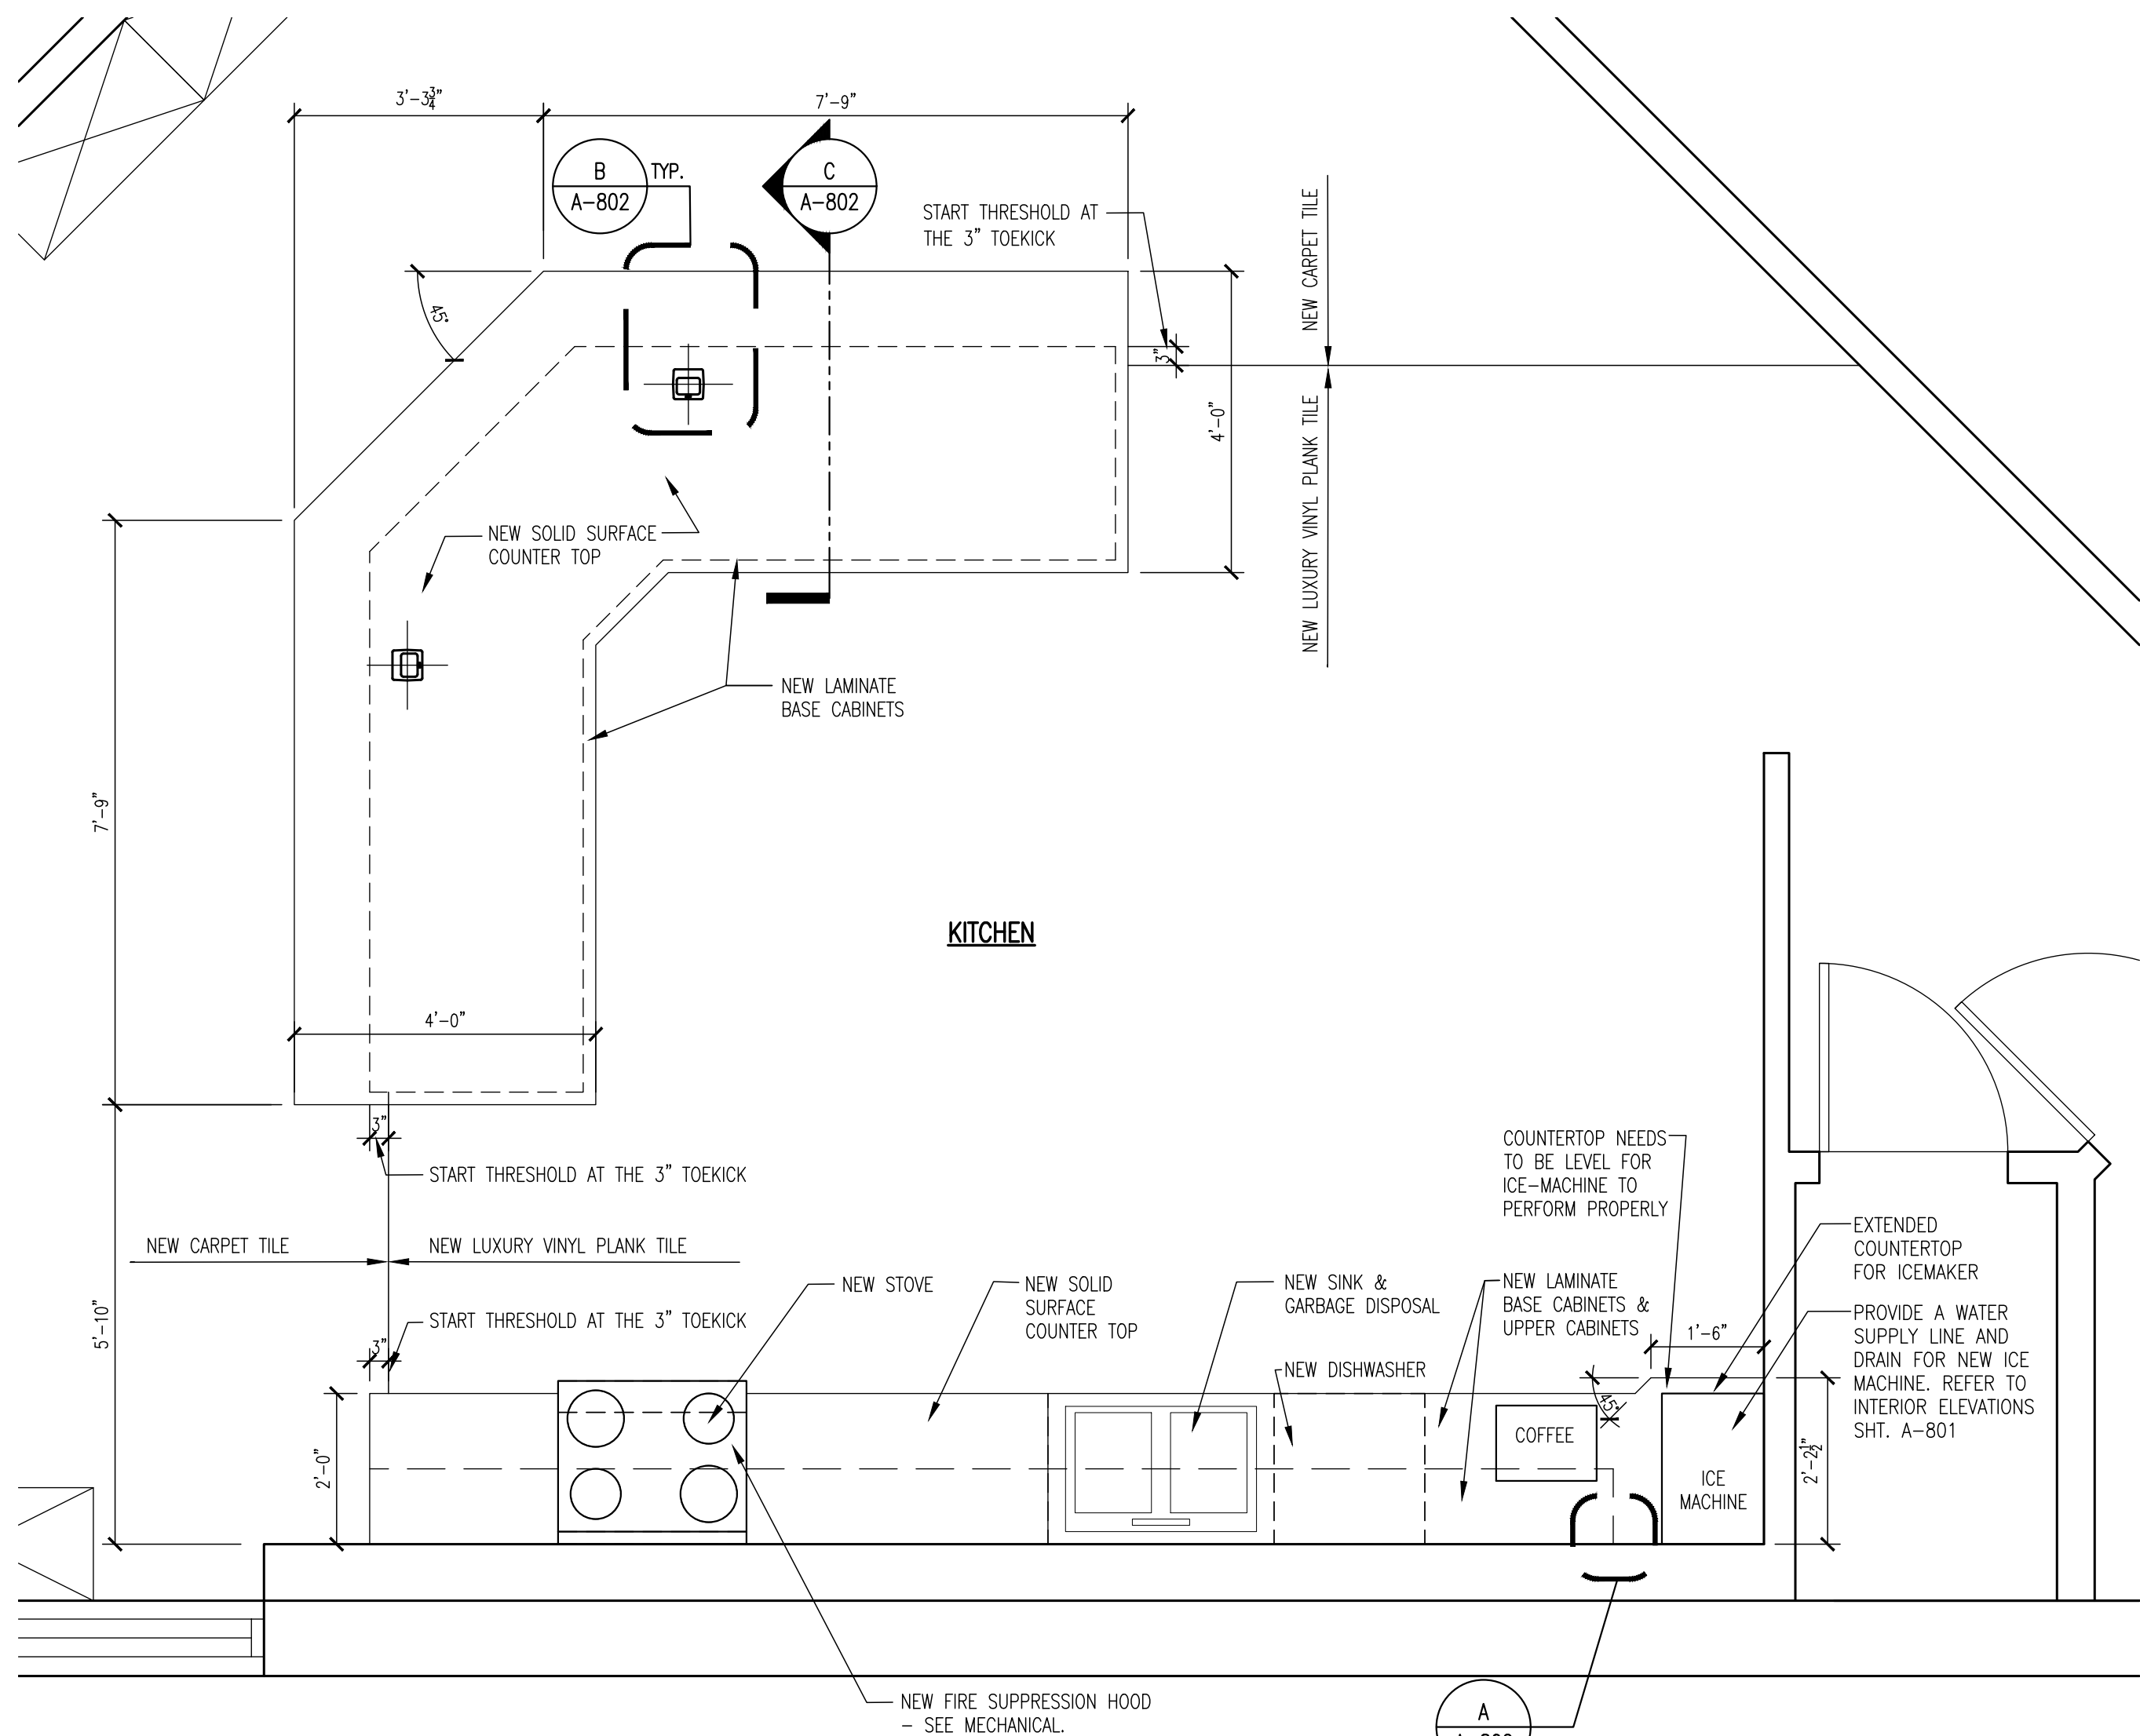 3'-3¾"
7'-9"
B
A-802
TYP.
C
A-802
START THRESHOLD AT
THE 3" TOEKICK
NEW CARPET TILE
45°
3"
4'-0"
NEW LUXURY VINYL PLANK TILE
NEW SOLID SURFACE
COUNTER TOP
NEW LAMINATE
BASE CABINETS
7'-9"
KITCHEN
4'-0"
3"
START THRESHOLD AT THE 3" TOEKICK
NEW CARPET TILE
NEW LUXURY VINYL PLANK TILE
5'-10"
START THRESHOLD AT THE 3" TOEKICK
3"
NEW STOVE
NEW SOLID
SURFACE
COUNTER TOP
NEW SINK &
GARBAGE DISPOSAL
NEW DISHWASHER
COUNTERTOP NEEDS
TO BE LEVEL FOR
ICE-MACHINE TO
PERFORM PROPERLY
NEW LAMINATE
BASE CABINETS &
UPPER CABINETS
1'-6"
EXTENDED
COUNTERTOP
FOR ICEMAKER
PROVIDE A WATER
SUPPLY LINE AND
DRAIN FOR NEW ICE
MACHINE. REFER TO
INTERIOR ELEVATIONS
SHT. A-801
45°
2'-0"
COFFEE
ICE
MACHINE
2'-2½"
NEW FIRE SUPPRESSION HOOD
- SEE MECHANICAL.
A